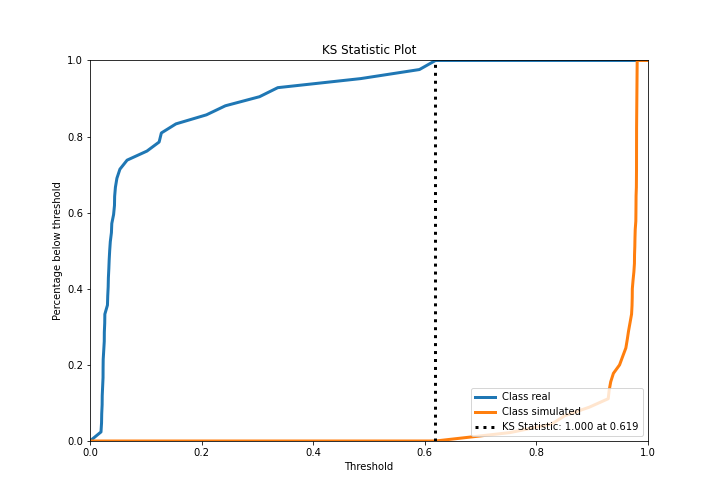 KS Statistic Plot
1.0
0.8
0.6
0.4
0.2
0.0
Percentage below threshold
Class real
Class simulated
KS Statistic: 1.000 at 0.619
0.0 0.2 0.4 0.6 0.8 1.0
Threshold